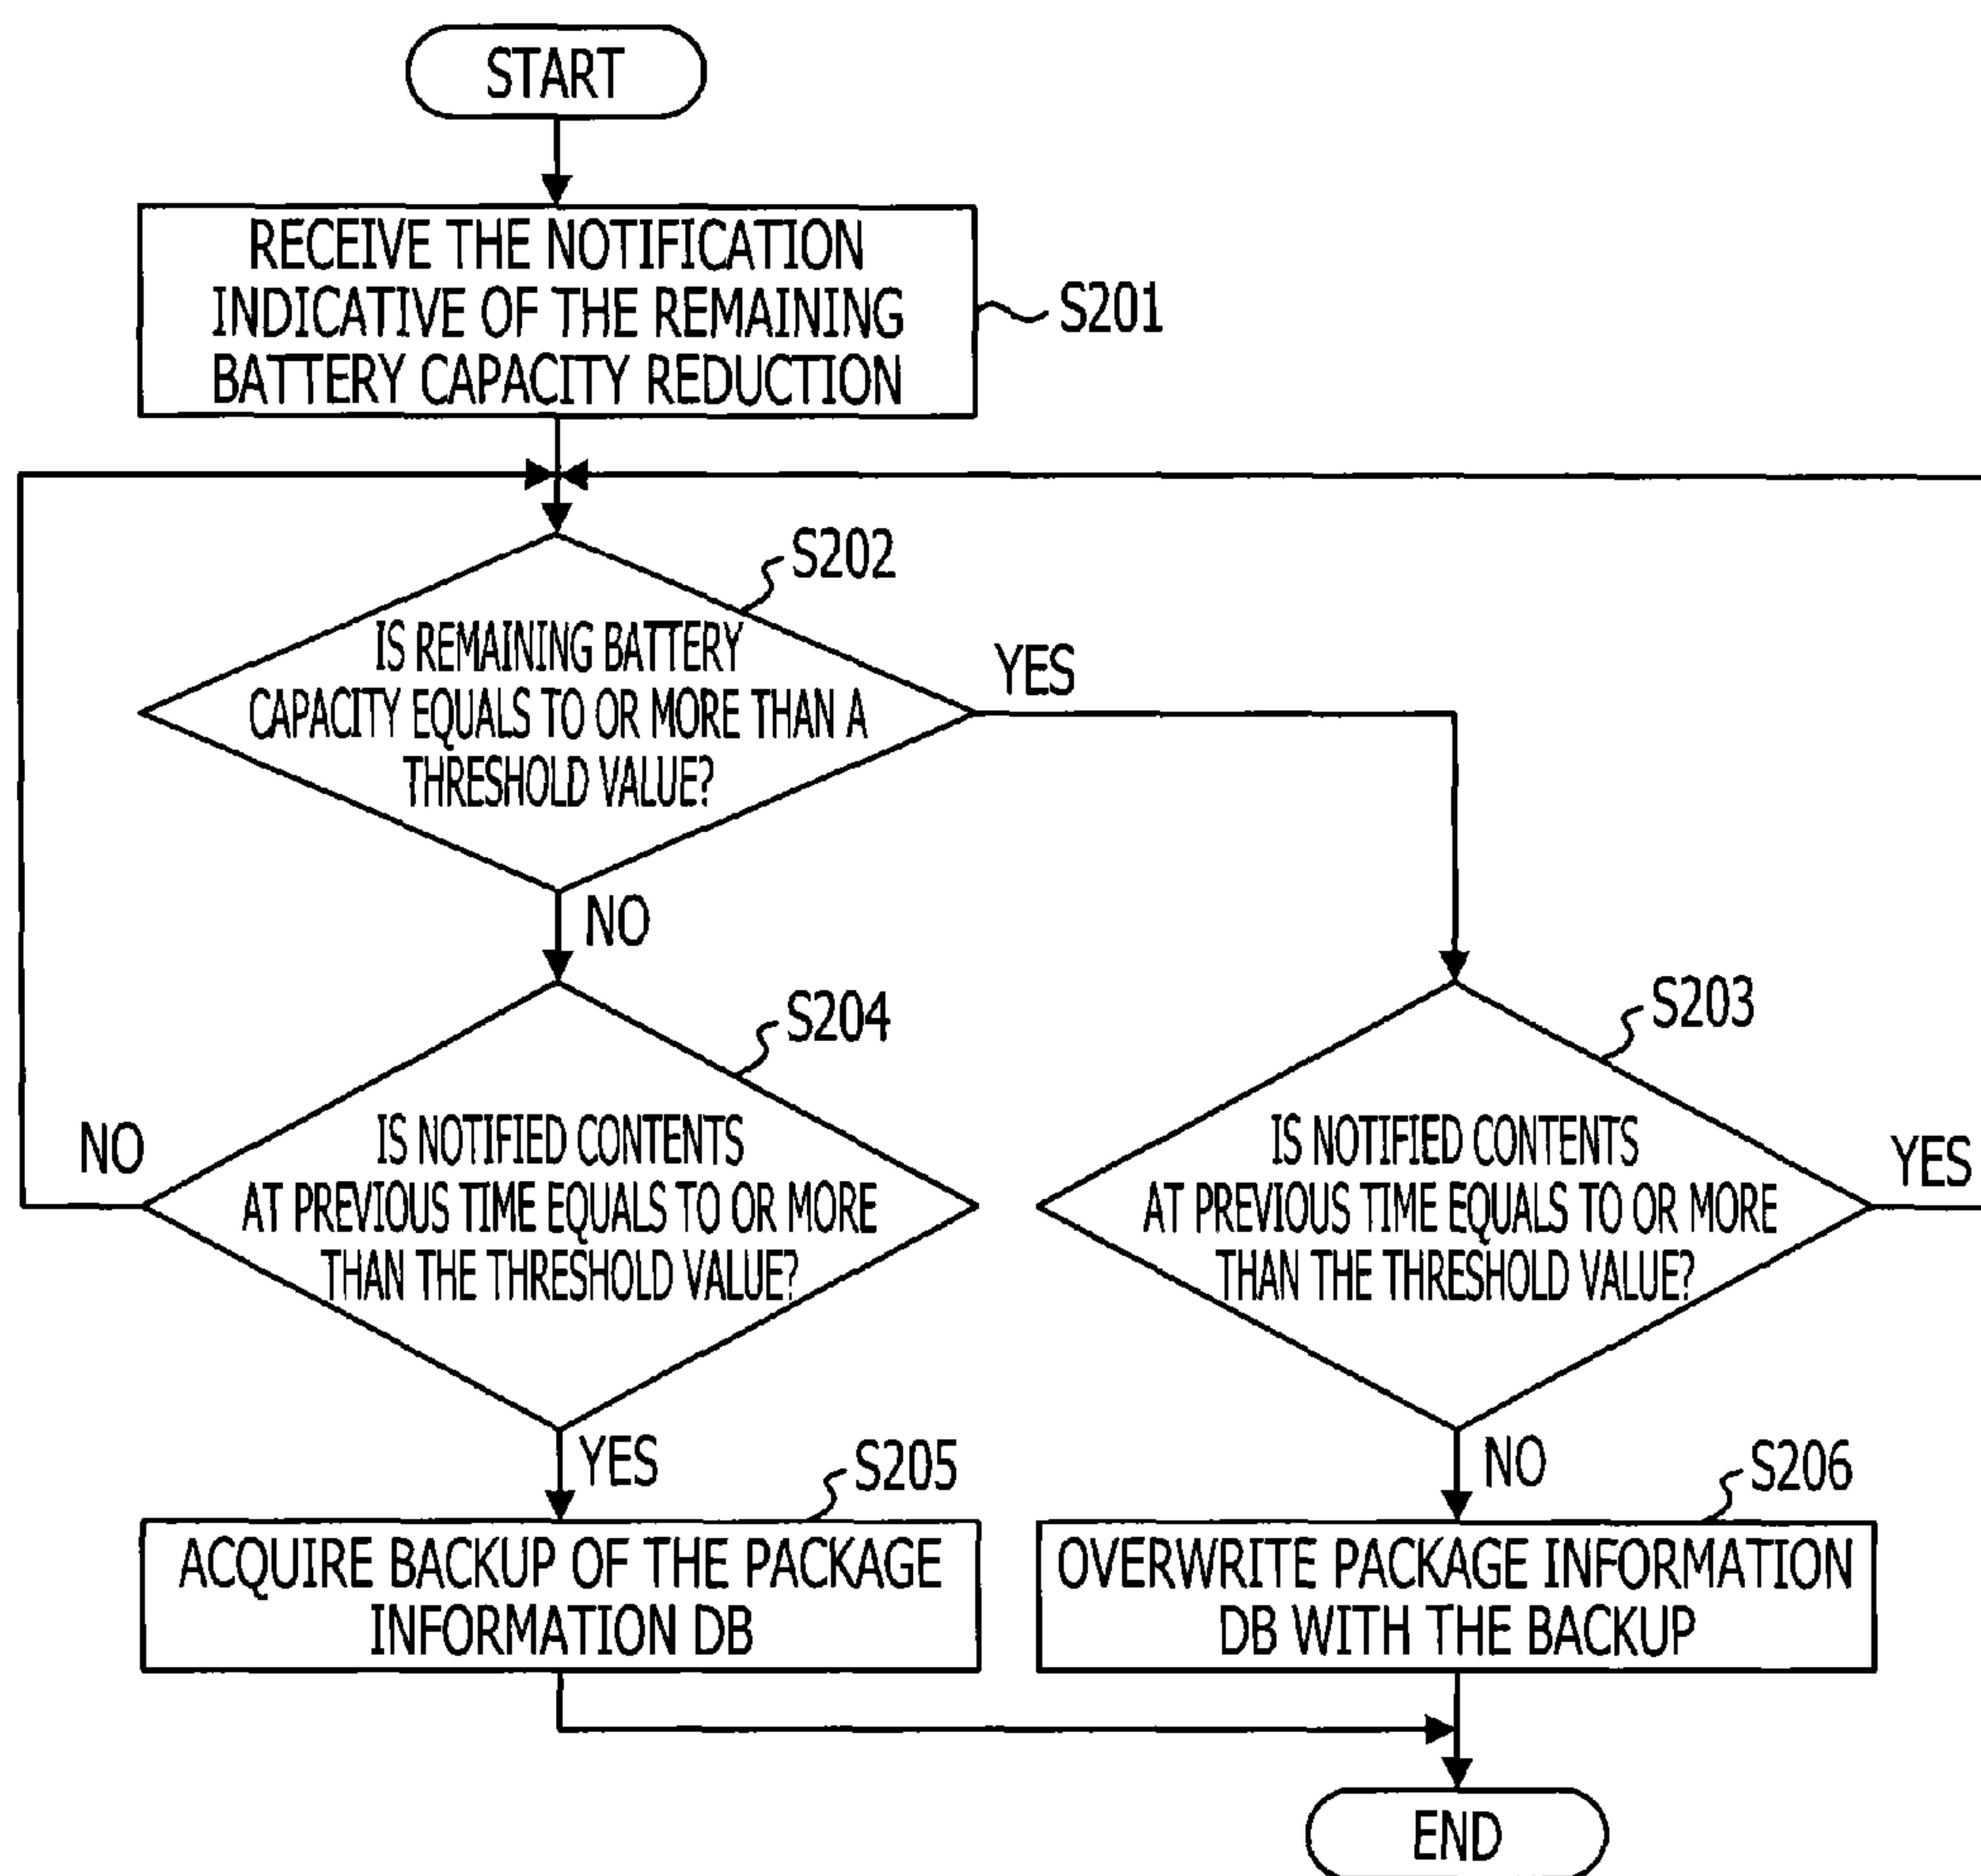 START
RECEIVE THE NOTIFICATION
INDICATIVE OF THE REMAINING
BATTERY CAPACITY REDUCTION
S201
S202
IS REMAINING BATTERY
CAPACITY EQUALS TO OR MORE THAN A
THRESHOLD VALUE?
YES
NO
S204
IS NOTIFIED CONTENTS
AT PREVIOUS TIME EQUALS TO OR MORE
THAN THE THRESHOLD VALUE?
NO
YES
S203
IS NOTIFIED CONTENTS
AT PREVIOUS TIME EQUALS TO OR MORE
THAN THE THRESHOLD VALUE?
YES
NO
S205
ACQUIRE BACKUP OF THE PACKAGE
INFORMATION DB
S206
OVERWRITE PACKAGE INFORMATION
DB WITH THE BACKUP
END